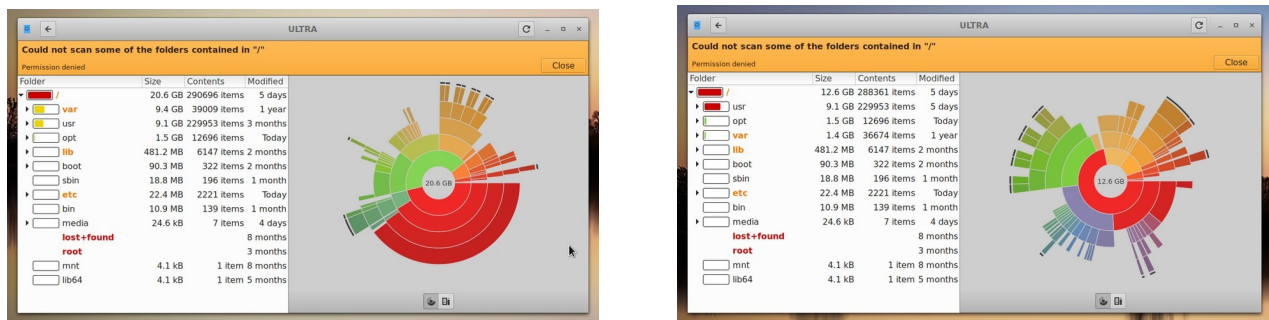 ULTRA
Could not scan some of the folders contained in "/"
Permission denied
Close
Folder Size Contents Modified
/ 20.6 GB 290696 items 5 days
var 9.4 GB 39009 items 1 year
usr 9.1 GB 229953 items 3 months
opt 1.5 GB 12696 items Today
lib 481.2 MB 6147 items 2 months
boot 90.3 MB 322 items 2 months
sbin 18.8 MB 196 items 1 month
etc 22.4 MB 2221 items Today
bin 10.9 MB 139 items 1 month
media 24.6 kB 7 items 4 days
lost+found 8 months
root 3 months
mnt 4.1 kB 1 item 8 months
lib64 4.1 kB 1 item 5 months
20.6 GB
ULTRA
Could not scan some of the folders contained in "/"
Permission denied
Close
Folder Size Contents Modified
/ 12.6 GB 288361 items 5 days
usr 9.1 GB 229953 items 5 days
opt 1.5 GB 12696 items Today
var 1.4 GB 36674 items 1 year
lib 481.2 MB 6147 items 2 months
boot 90.3 MB 322 items 2 months
sbin 18.8 MB 196 items 1 month
etc 22.4 MB 2221 items Today
bin 10.9 MB 139 items 1 month
media 24.6 kB 7 items 4 days
lost+found 8 months
root 3 months
mnt 4.1 kB 1 item 8 months
lib64 4.1 kB 1 item 5 months
12.6 GB